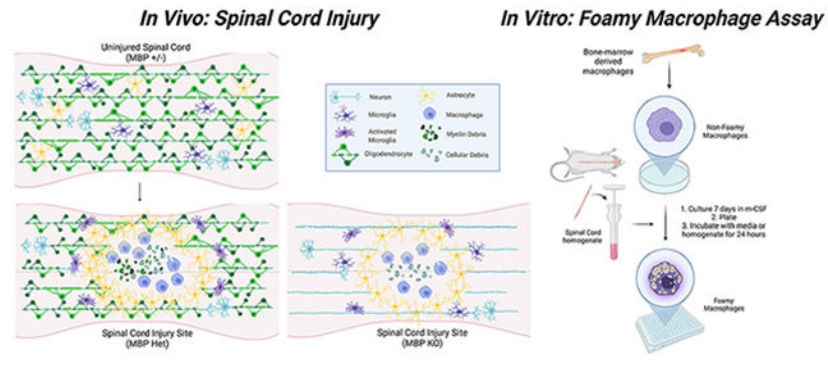 In Vivo: Spinal Cord Injury
Uninjured Spinal Cord
(MBP +/-)
Neuron
Microglia
Activated
Microglia
Oligodendrocyte
Astrocyte
Macrophage
Myelin Debris
Cellular Debris
Spinal Cord Injury Site
(MBP Het)
Spinal Cord Injury Site
(MBP KO)
In Vitro: Foamy Macrophage Assay
Bone-marrow
derived
macrophages
Non-Foamy
Macrophages
Spinal Cord
homogenate
1. Culture 7 days in m-CSF
2. Plate
3. Incubate with media or
homogenate for 24 hours
Foamy
Macrophages